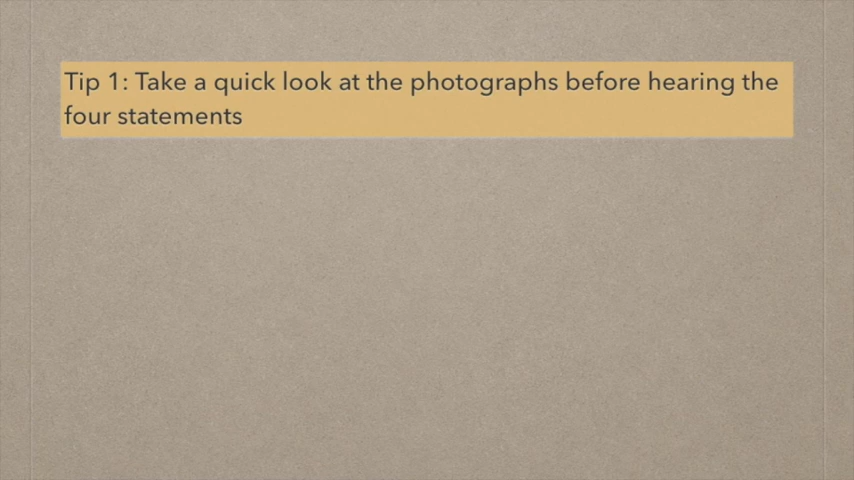 Tip 1: Take a quick look at the photographs before hearing the
four statements